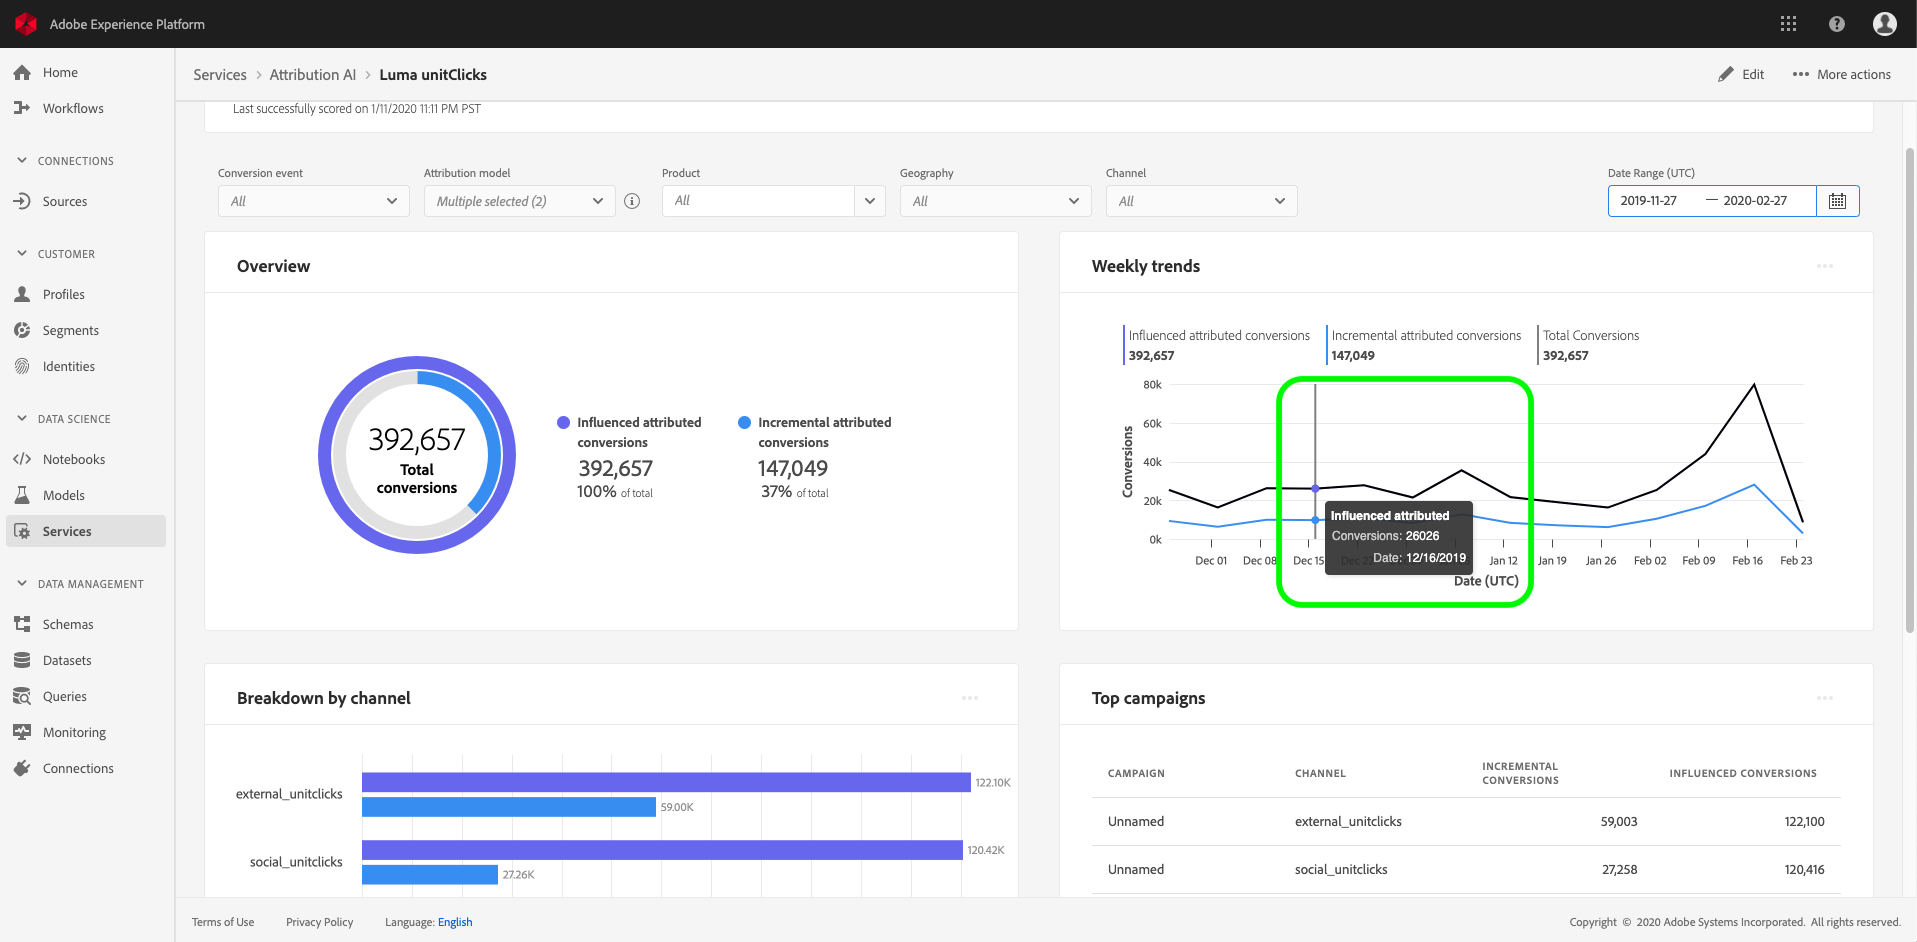 Adobe Experience Platform
Home
Workflows
CONNECTIONS
Sources
CUSTOMER
Profiles
Segments
Identities
DATA SCIENCE
Notebooks
Models
Services
DATA MANAGEMENT
Schemas
Datasets
Queries
Monitoring
Connections
Services > Attribution AI > Luma unitClicks
Edit
More actions
Last successfully scored on 1/11/2020 11:11 PM PST
Conversion event
All
Attribution model
Multiple selected (2)
Product
All
Geography
All
Channel
All
Date Range (UTC)
2019-11-27 — 2020-02-27
Overview
392,657
Total
conversions
Influenced attributed
conversions
392,657
100% of total
Incremental attributed
conversions
147,049
37% of total
Weekly trends
Influenced attributed conversions
392,657
Incremental attributed conversions
147,049
Total Conversions
392,657
Conversions
80k
60k
40k
20k
0k
Influenced attributed
Conversions: 26026
Date: 12/16/2019
Dec 01 Dec 08 Dec 15 Dec 22 Jan 12 Jan 19 Jan 26 Feb 02 Feb 09 Feb 16 Feb 23
Date (UTC)
Breakdown by channel
external_unitclicks
122.10K
59.00K
social_unitclicks
120.42K
27.26K
Top campaigns
CAMPAIGN CHANNEL INCREMENTAL CONVERSIONS INFLUENCED CONVERSIONS
Unnamed external_unitclicks 59,003 122,100
Unnamed social_unitclicks 27,258 120,416
Terms of Use Privacy Policy Language: English
Copyright © 2020 Adobe Systems Incorporated. All rights reserved.